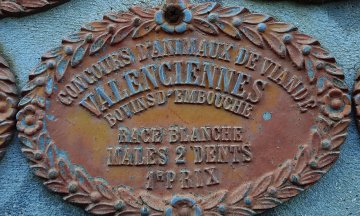 CONCOURS D'ANIMAUX DE VIANDE
VALENCIENNES
BOVINS D'EMBOUCHE
RACE BLANCHE
MALES 2 DENTS
1ER PRIX